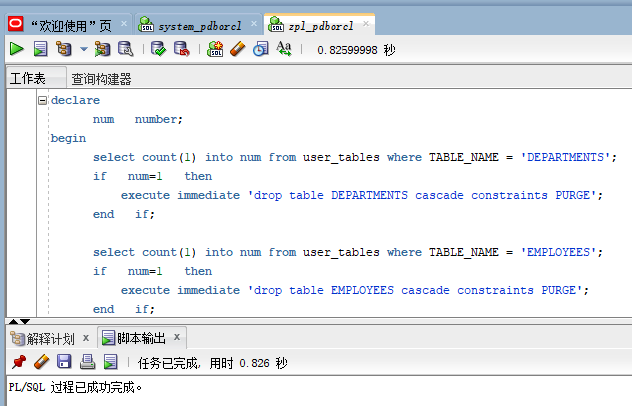 “欢迎使用”页 system_pdborcl zpl_pdborcl
0.82599998 秒
工作表 查询构建器
declare
num number;
begin
select count(1) into num from user_tables where TABLE_NAME = 'DEPARTMENTS';
if num=1 then
execute immediate 'drop table DEPARTMENTS cascade constraints PURGE';
end if;
select count(1) into num from user_tables where TABLE_NAME = 'EMPLOYEES';
if num=1 then
execute immediate 'drop table EMPLOYEES cascade constraints PURGE';
end if;
解释计划 x 脚本输出 x
任务已完成, 用时 0.826 秒
PL/SQL 过程已成功完成。